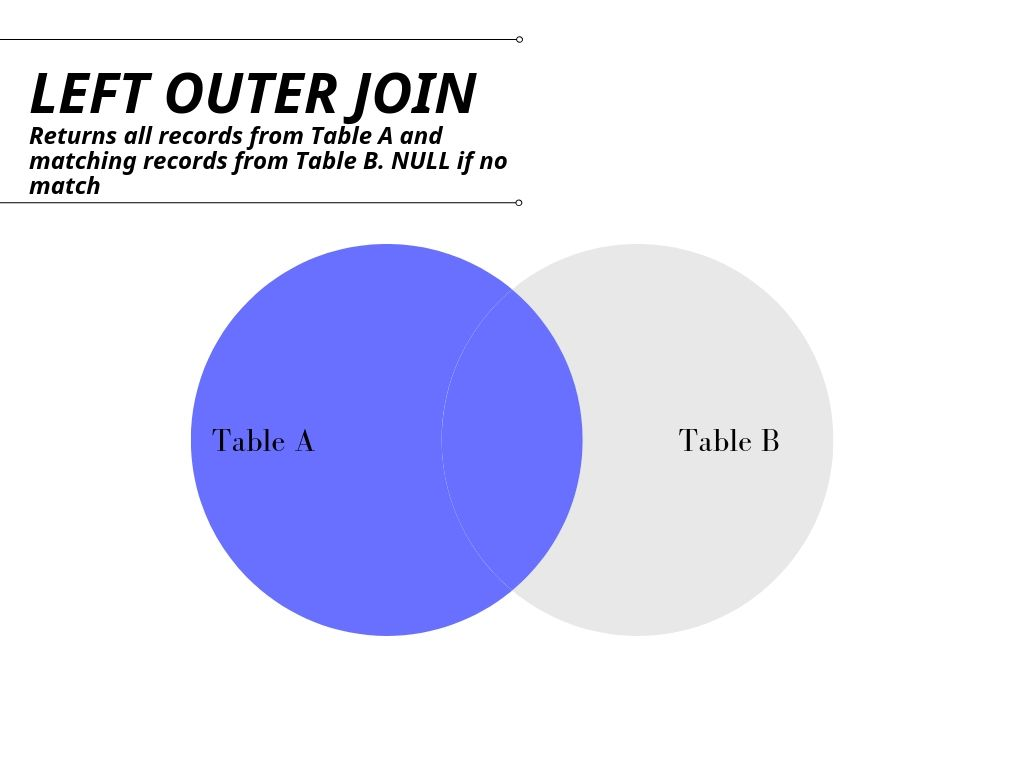 LEFT OUTER JOIN
Returns all records from Table A and
matching records from Table B. NULL if no
match
Table A
Table B